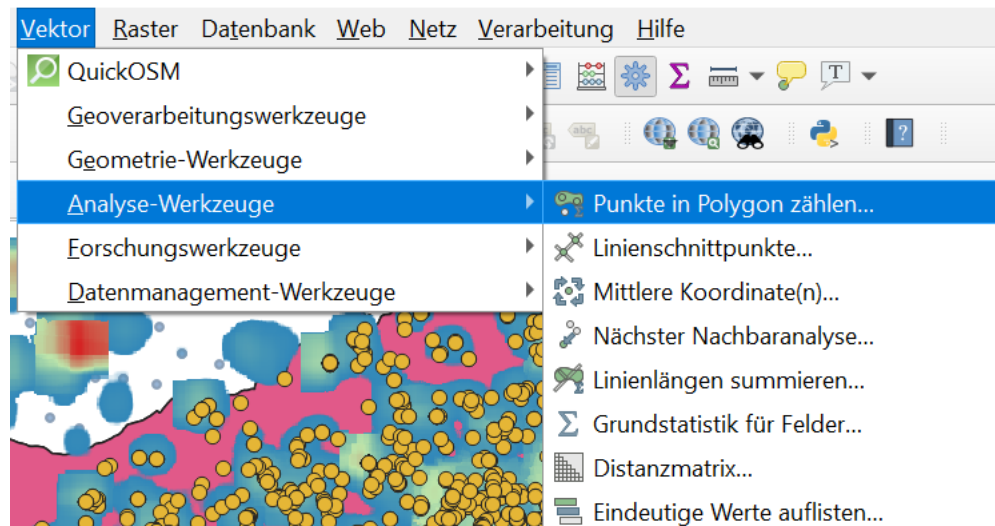 Vektor Raster Datenbank Web Netz Verarbeitung Hilfe
QuickOSM
Geoverarbeitungswerkzeuge
Geometrie-Werkzeuge
Analyse-Werkzeuge
Forschungswerkzeuge
Datenmanagement-Werkzeuge
Punkte in Polygon zählen...
Linienschnittpunkte...
Mittlere Koordinate(n)...
Nächster Nachbaranalyse...
Linienlängen summieren...
Grundstatistik für Felder...
Distanzmatrix...
Eindeutige Werte auflisten...